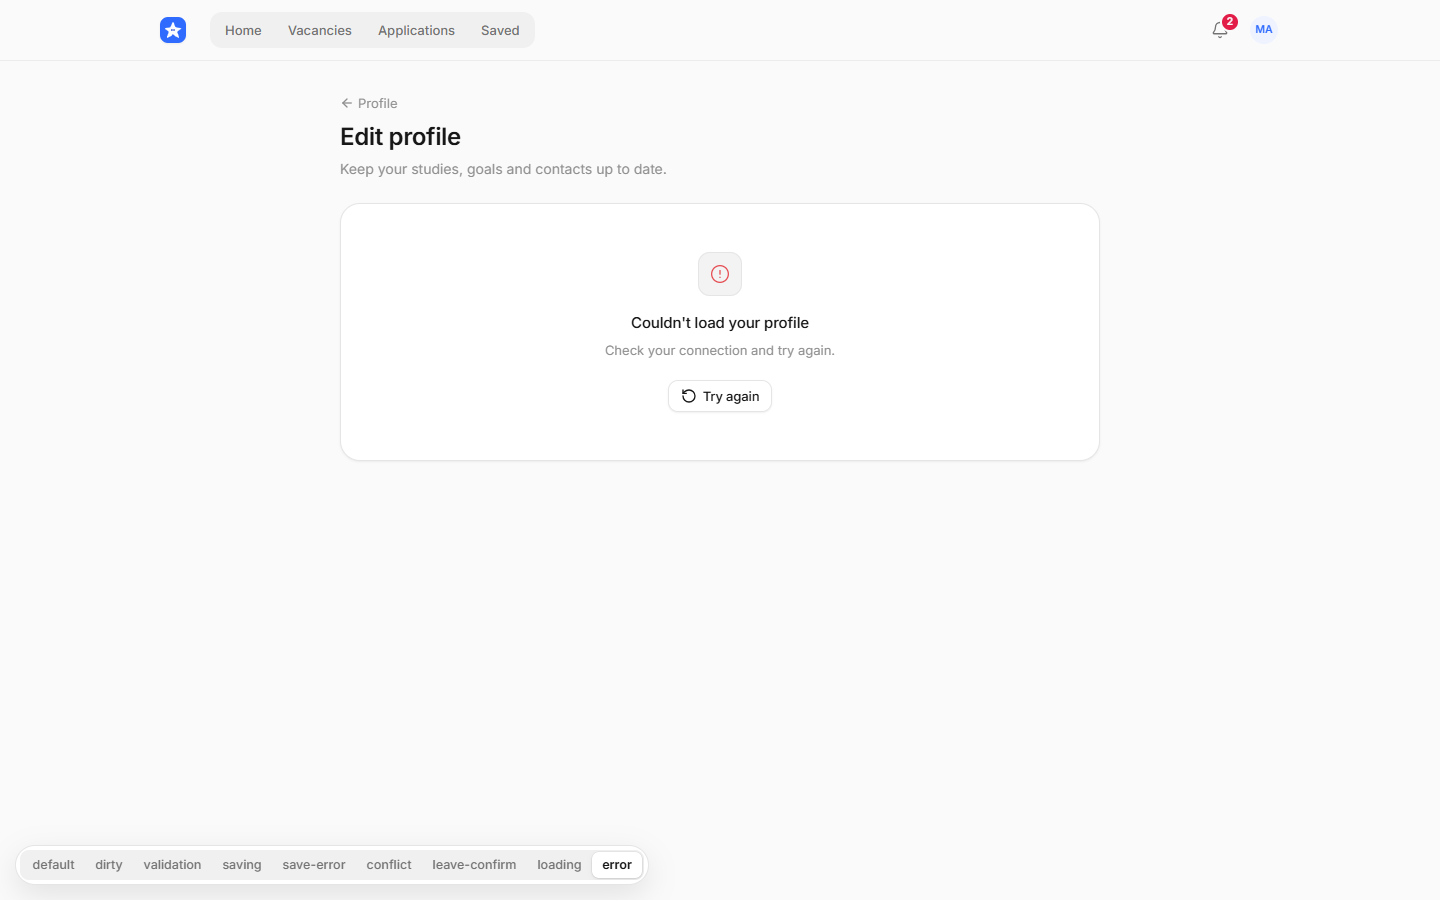 Home Vacancies Applications Saved 2 MA
Profile
Edit profile
Keep your studies, goals and contacts up to date.
Couldn't load your profile
Check your connection and try again.
Try again
default dirty validation saving save-error conflict leave-confirm loading error